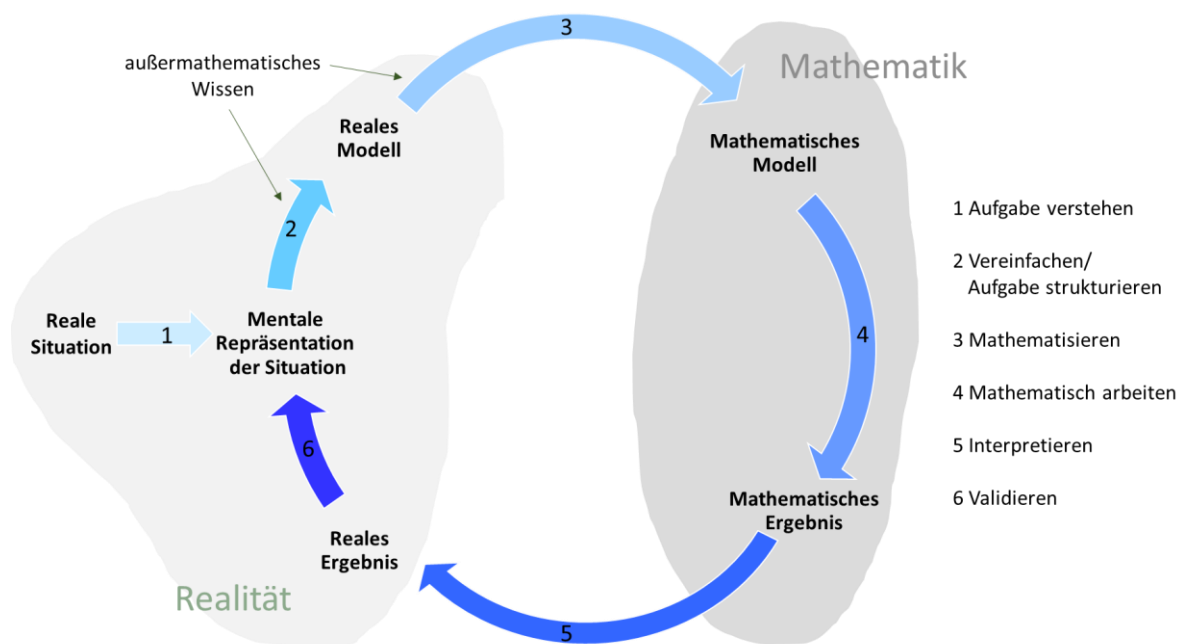 3
Mathematik
außermathematisches
Wissen
Reales
Modell
Mathematisches
Modell
2
1 Aufgabe verstehen
2 Vereinfachen/
Aufgabe strukturieren
Reale
Situation
1
Mentale
Repräsentation
der Situation
4
3 Mathematisieren
4 Mathematisch arbeiten
6
5 Interpretieren
Mathematisches
Ergebnis
6 Validieren
Reales
Ergebnis
Realität
5